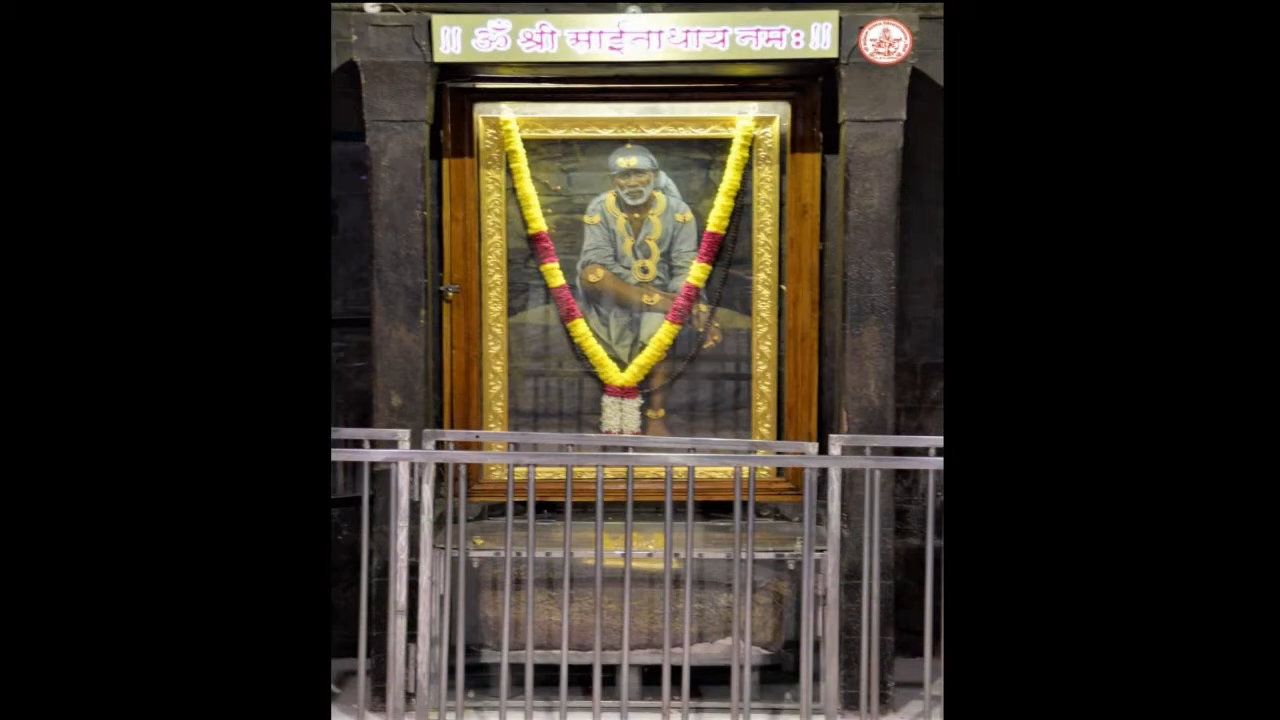 ॥ ॐ श्री साईनाथाय नमः ॥